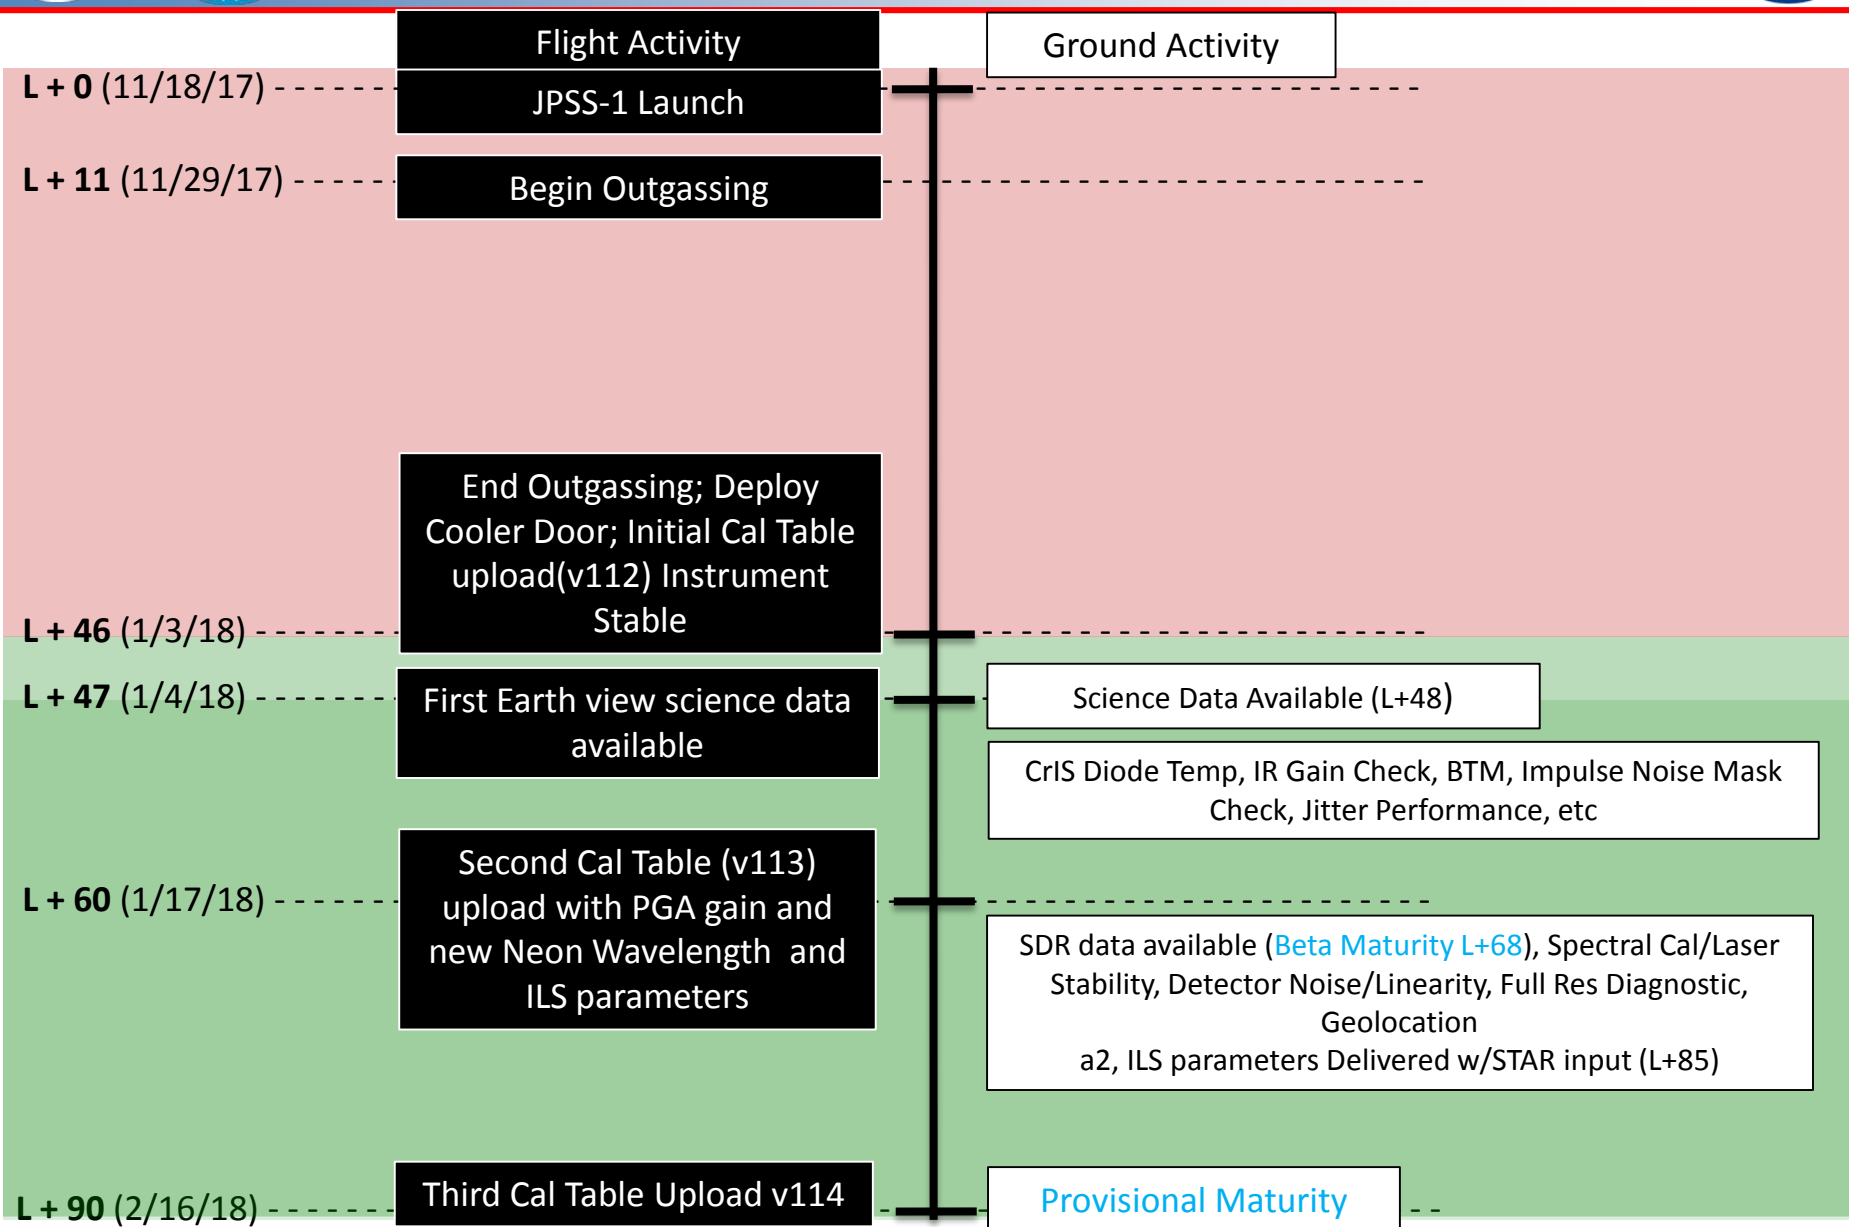 Flight Activity
Ground Activity
L + 0 (11/18/17)
JPSS-1 Launch
L + 11 (11/29/17)
Begin Outgassing
End Outgassing; Deploy
Cooler Door; Initial Cal Table
upload(v112) Instrument
Stable
L + 46 (1/3/18)
L + 47 (1/4/18)
First Earth view science data
available
Science Data Available (L+48)
CrIS Diode Temp, IR Gain Check, BTM, Impulse Noise Mask
Check, Jitter Performance, etc
L + 60 (1/17/18)
Second Cal Table (v113)
upload with PGA gain and
new Neon Wavelength and
ILS parameters
SDR data available (Beta Maturity L+68), Spectral Cal/Laser
Stability, Detector Noise/Linearity, Full Res Diagnostic,
Geolocation
a2, ILS parameters Delivered w/STAR input (L+85)
L + 90 (2/16/18)
Third Cal Table Upload v114
Provisional Maturity